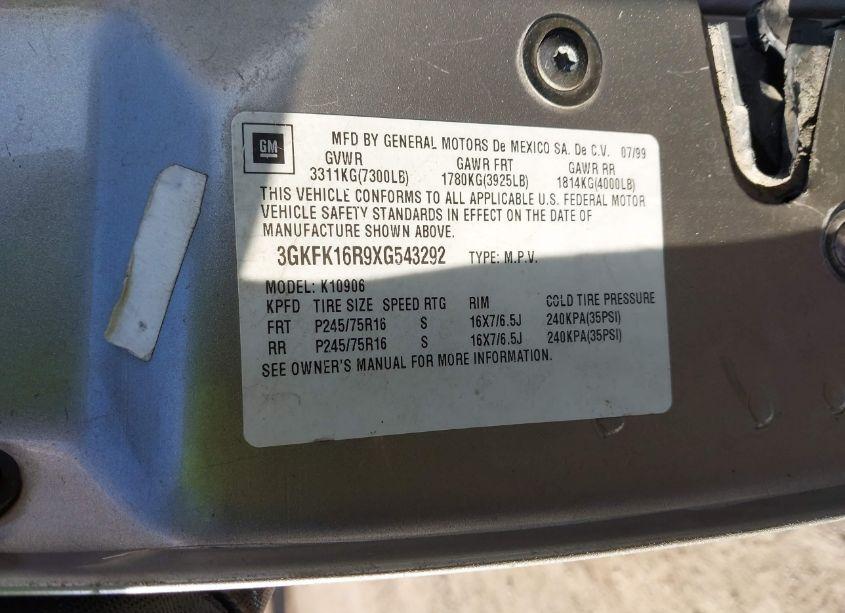 GM
MFD BY GENERAL MOTORS De MEXICO SA. De C.V. 07/99
GVWR GAWR FRT GAWR RR
3311KG(7300LB) 1780KG(3925LB) 1814KG(4000LB)
THIS VEHICLE CONFORMS TO ALL APPLICABLE U.S. FEDERAL MOTOR
VEHICLE SAFETY STANDARDS IN EFFECT ON THE DATE OF
MANUFACTURE SHOWN ABOVE.
3GKFK16R9XG543292 TYPE: M.P.V.
MODEL: K10906
KPFD TIRE SIZE SPEED RTG RIM COLD TIRE PRESSURE
FRT P245/75R16 S 16X7/6.5J 240KPA(35PSI)
RR P245/75R16 S 16X7/6.5J 240KPA(35PSI)
SEE OWNER'S MANUAL FOR MORE INFORMATION.